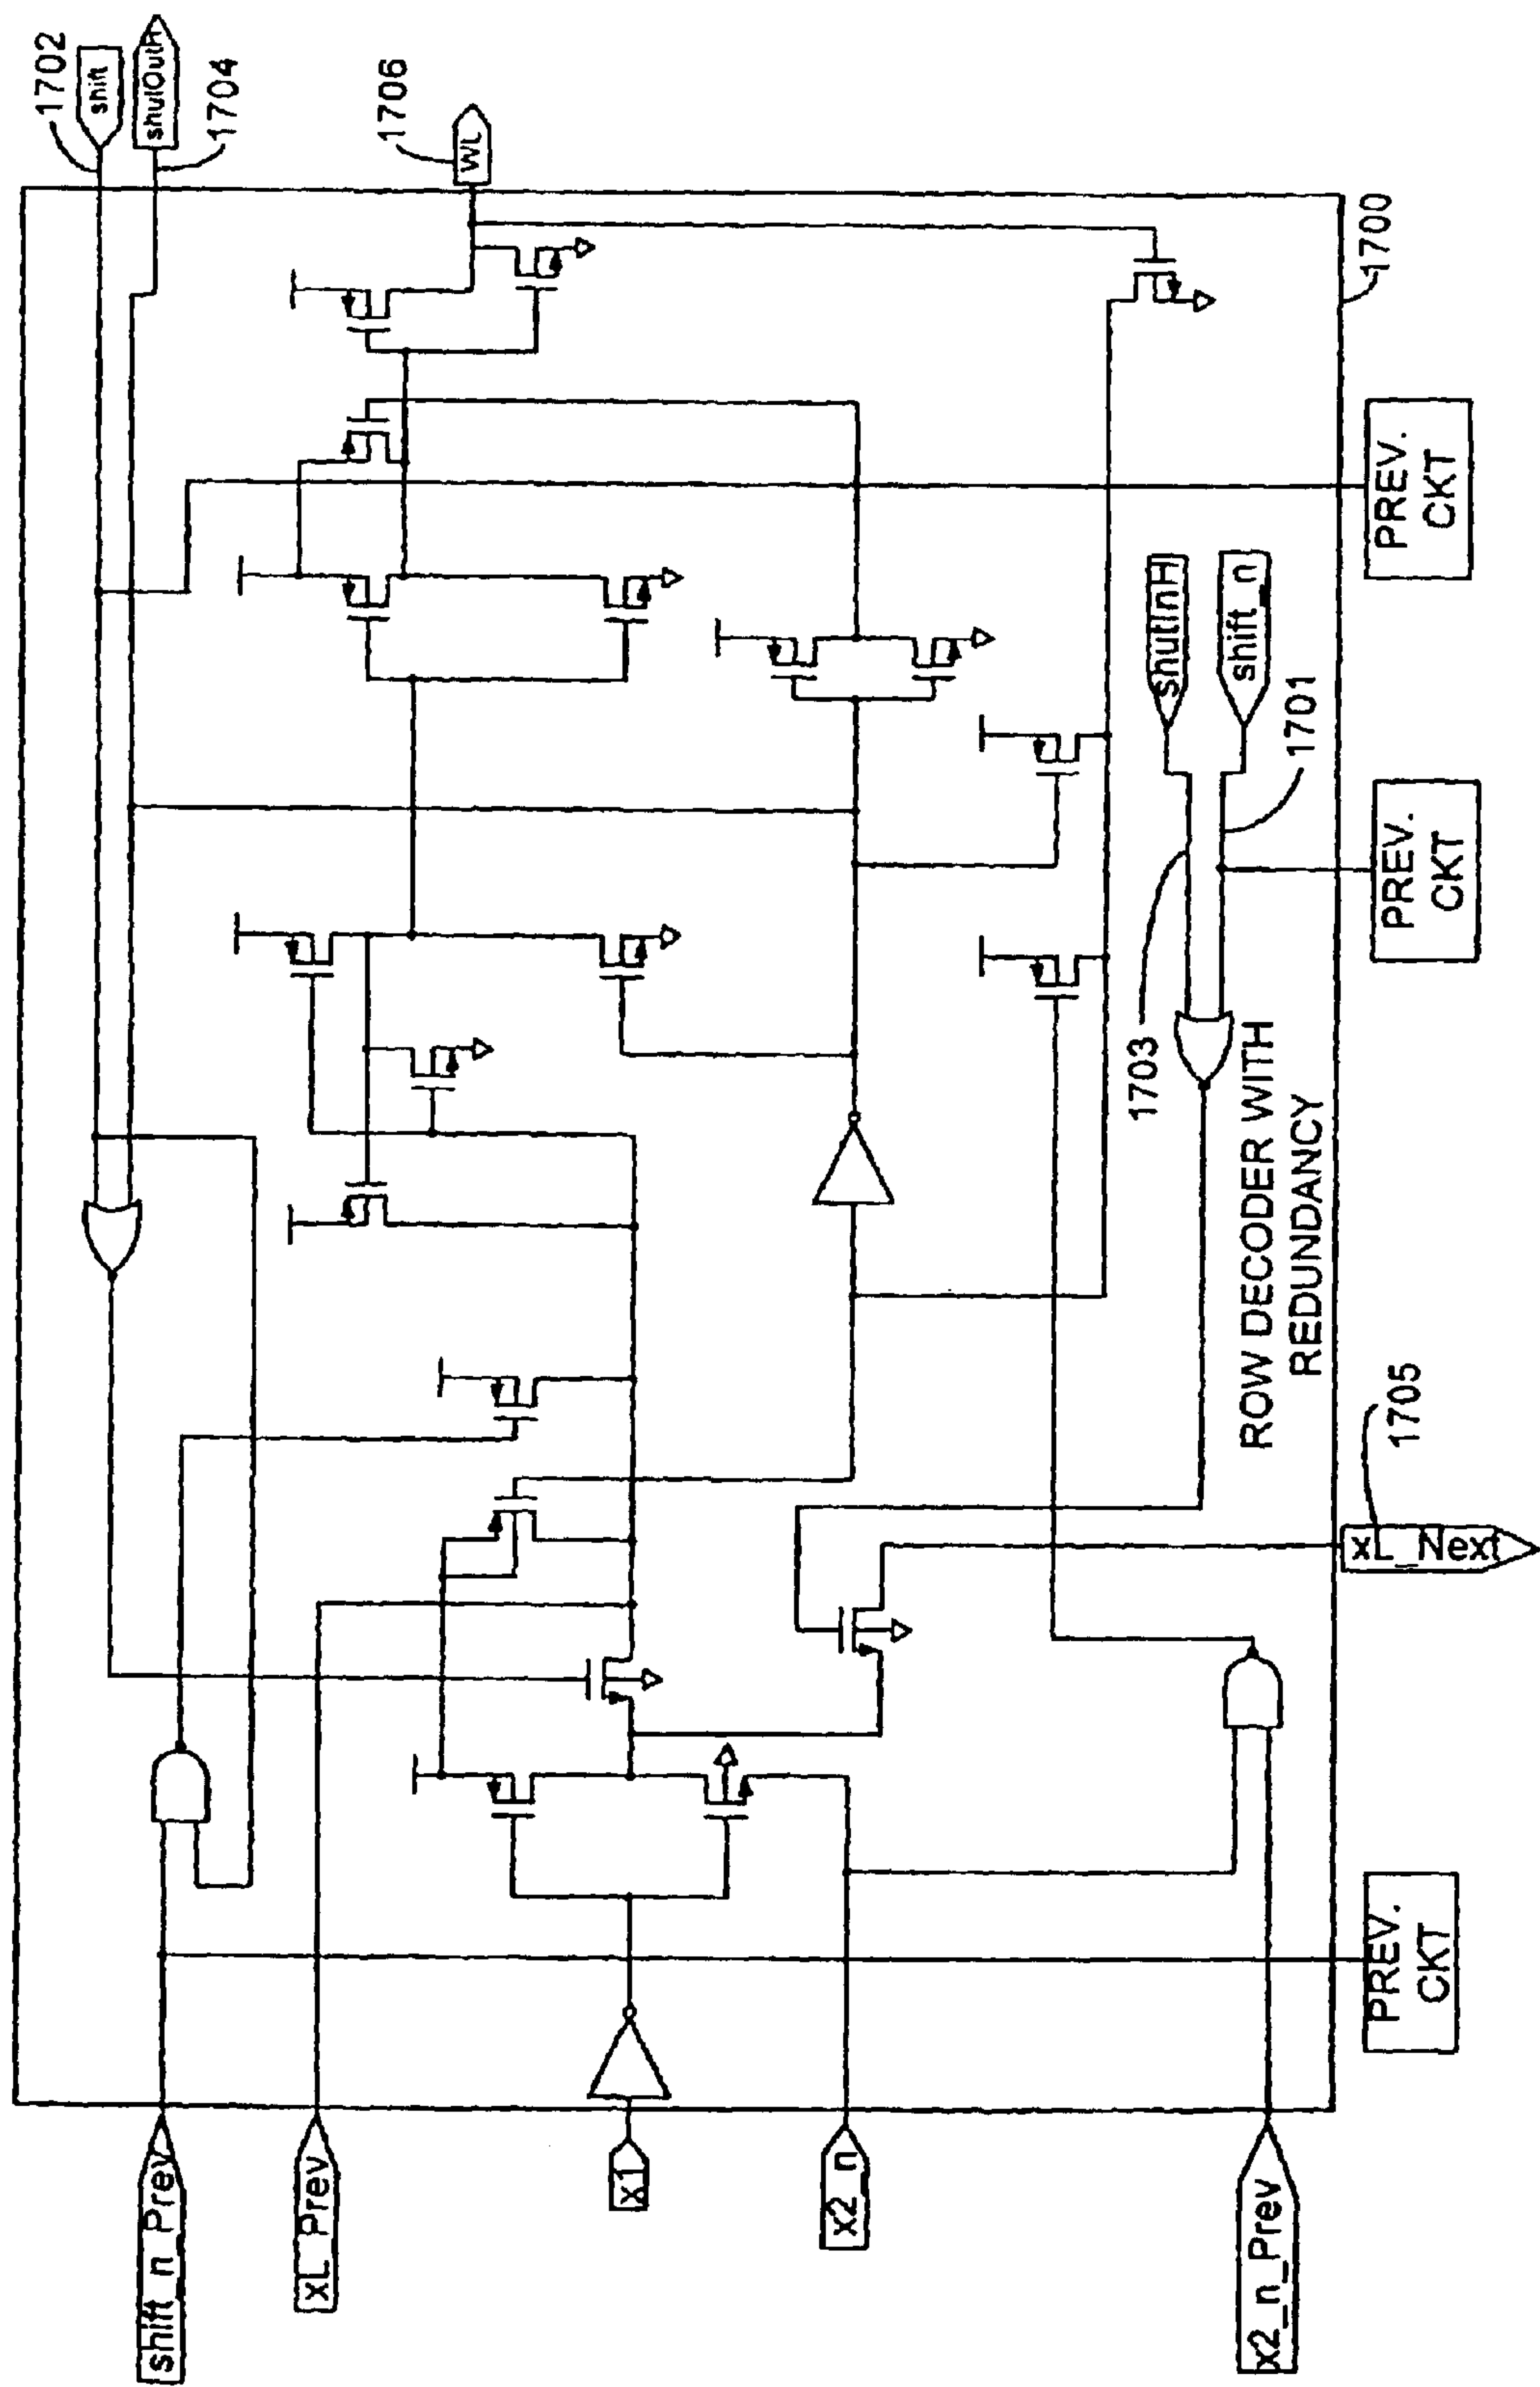 1702
shift
shutOutH
1704
1706
WL
1700
PREV.
CKT
shutInH
shift_n
1701
PREV.
CKT
1703
ROW DECODER WITH
REDUNDANCY
1705
xL_Next
PREV.
CKT
shift_n_Prev
xL_Prev
x1
x2_n
x2_n_Prev